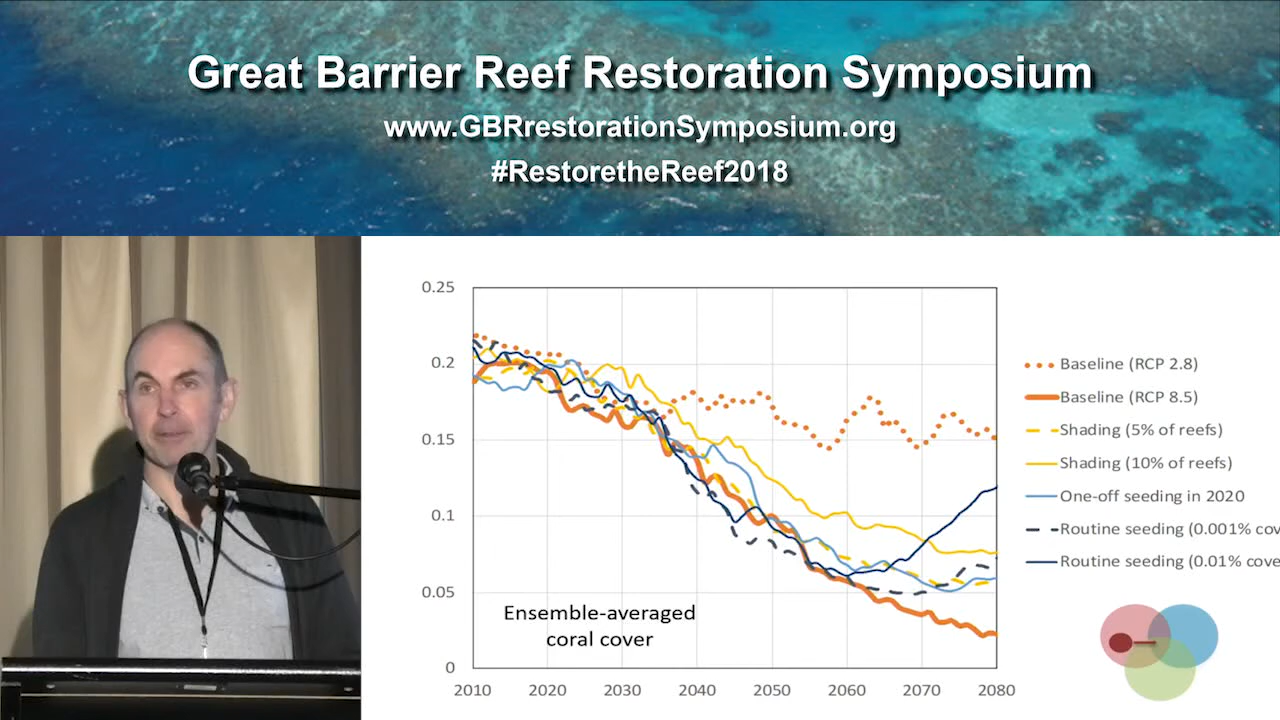 Great Barrier Reef Restoration Symposium
www.GBRrestorationSymposium.org
#RestoretheReef2018
0.25
0.2
0.15
0.1
0.05
0
2010 2020 2030 2040 2050 2060 2070 2080
Ensemble-averaged
coral cover
Baseline (RCP 2.8)
Baseline (RCP 8.5)
Shading (5% of reefs)
Shading (10% of reefs)
One-off seeding in 2020
Routine seeding (0.001% cov
Routine seeding (0.01% cove